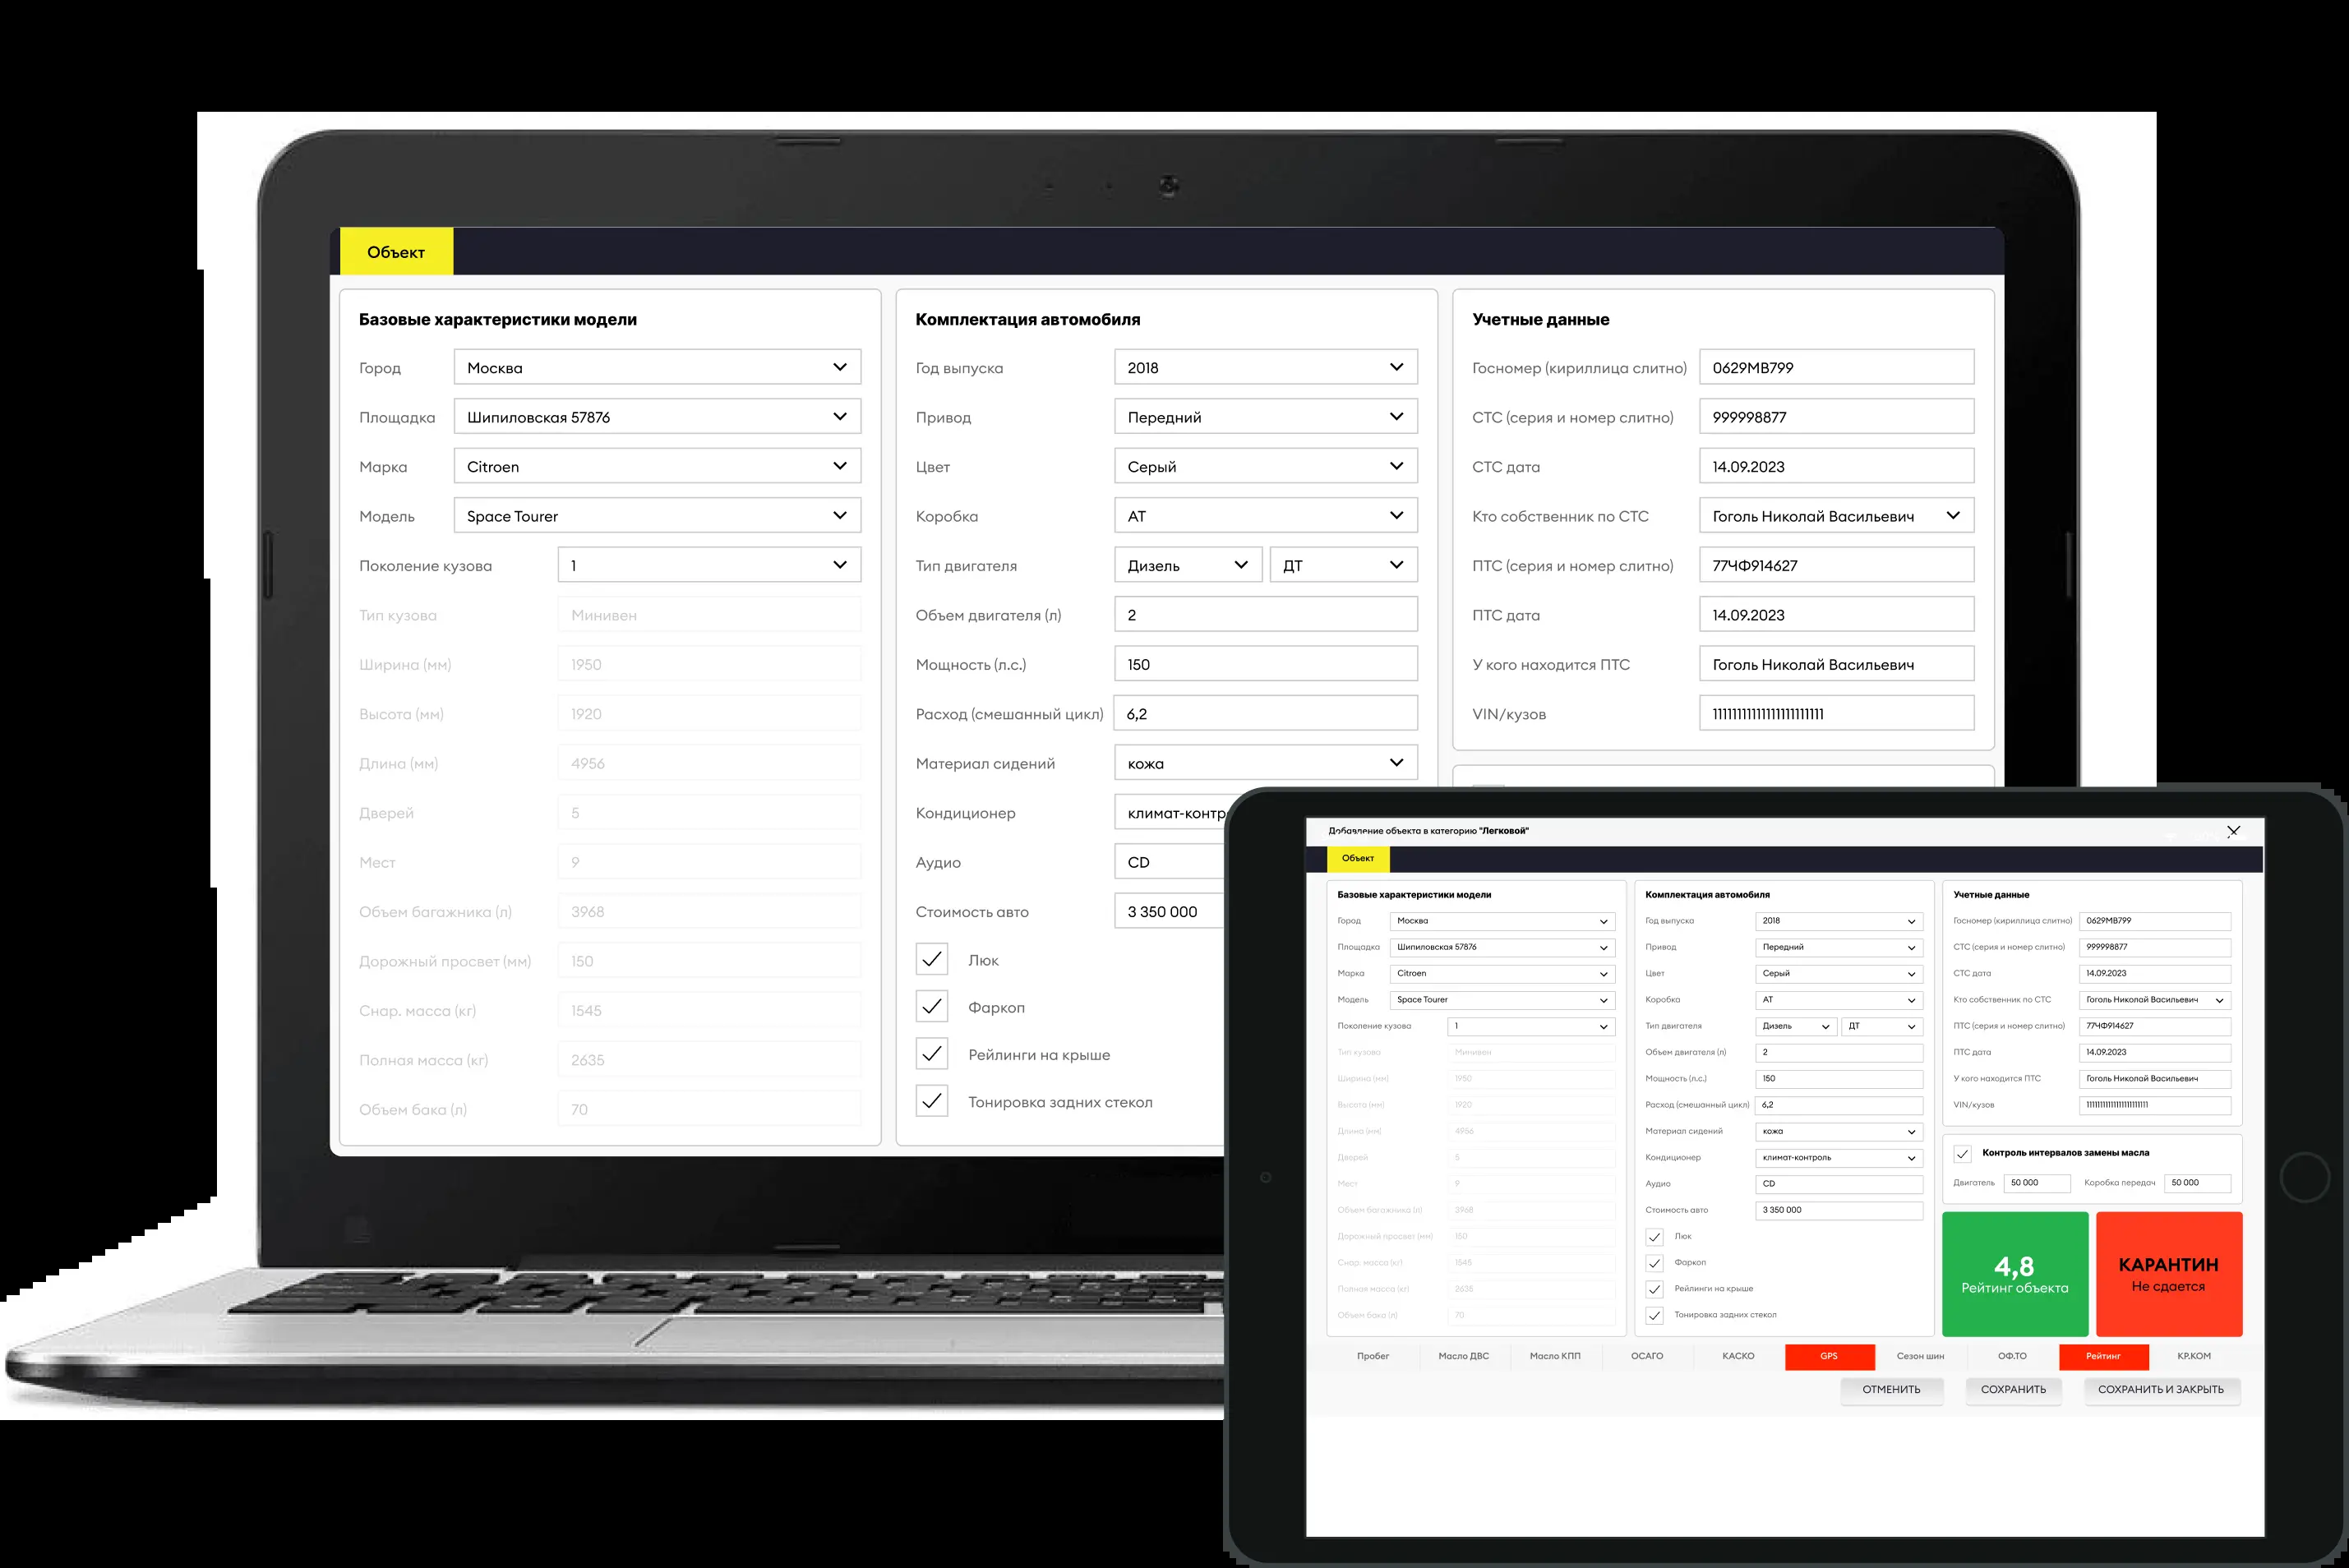 Объект
Базовые характеристики модели
Город Москва
Площадка Шипиловская 57876
Марка Citroen
Модель Space Tourer
Поколение кузова 1
Тип кузова Минивен
Ширина (мм) 1950
Высота (мм) 1920
Длина (мм) 4956
Дверей 5
Мест 9
Объем багажника (л) 3968
Дорожный просвет (мм) 150
Снар. масса (кг) 1545
Полная масса (кг) 2635
Объем бака (л) 70
Комплектация автомобиля
Год выпуска 2018
Привод Передний
Цвет Серый
Коробка АТ
Тип двигателя Дизель ДТ
Объем двигателя (л) 2
Мощность (л.с.) 150
Расход (смешанный цикл) 6,2
Материал сидений кожа
Кондиционер климат-контр
Аудио CD
Стоимость авто 3 350 000
Люк
Фаркоп
Рейлинги на крыше
Тонировка задних стекол
Учетные данные
Госномер (кириллица слитно) 0629МВ799
СТС (серия и номер слитно) 999998877
СТС дата 14.09.2023
Кто собственник по СТС Гоголь Николай Васильевич
ПТС (серия и номер слитно) 77ЧФ914627
ПТС дата 14.09.2023
У кого находится ПТС Гоголь Николай Васильевич
VIN/кузов
Добавление объекта в категорию "Легковой"
Объект
Базовые характеристики модели
Город Москва
Площадка Шипиловская 57876
Марка Citroen
Модель Space Tourer
Поколение кузова 1
Тип кузова Минивен
Ширина (мм) 1950
Высота (мм) 1920
Длина (мм) 4956
Дверей 5
Мест 9
Объем багажника (л) 3968
Дорожный просвет (мм) 150
Снар. масса (кг) 1545
Полная масса (кг) 2635
Объем бака (л) 70
Комплектация автомобиля
Год выпуска 2018
Привод Передний
Цвет Серый
Коробка АТ
Тип двигателя Дизель ДТ
Объем двигателя (л) 2
Мощность (л.с.) 150
Расход (смешанный цикл) 6,2
Материал сидений кожа
Кондиционер климат-контроль
Аудио CD
Стоимость авто 3 350 000
Люк
Фаркоп
Рейлинги на крыше
Тонировка задних стекол
Учетные данные
Госномер (кириллица слитно) 0629МВ799
СТС (серия и номер слитно) 999998877
СТС дата 14.09.2023
Кто собственник по СТС Гоголь Николай Васильевич
ПТС (серия и номер слитно) 77ЧФ914627
ПТС дата 14.09.2023
У кого находится ПТС Гоголь Николай Васильевич
VIN/кузов
Контроль интервалов замены масла
Двигатель 50 000 Коробка передач 50 000
4,8
Рейтинг объекта
КАРАНТИН
Не сдается
Пробег Масло ДВС Масло КПП ОСАГО КАСКО GPS Сезон шин ОФ.ТО Рейтинг КР.КОМ
ОТМЕНИТЬ СОХРАНИТЬ СОХРАНИТЬ И ЗАКРЫТЬ